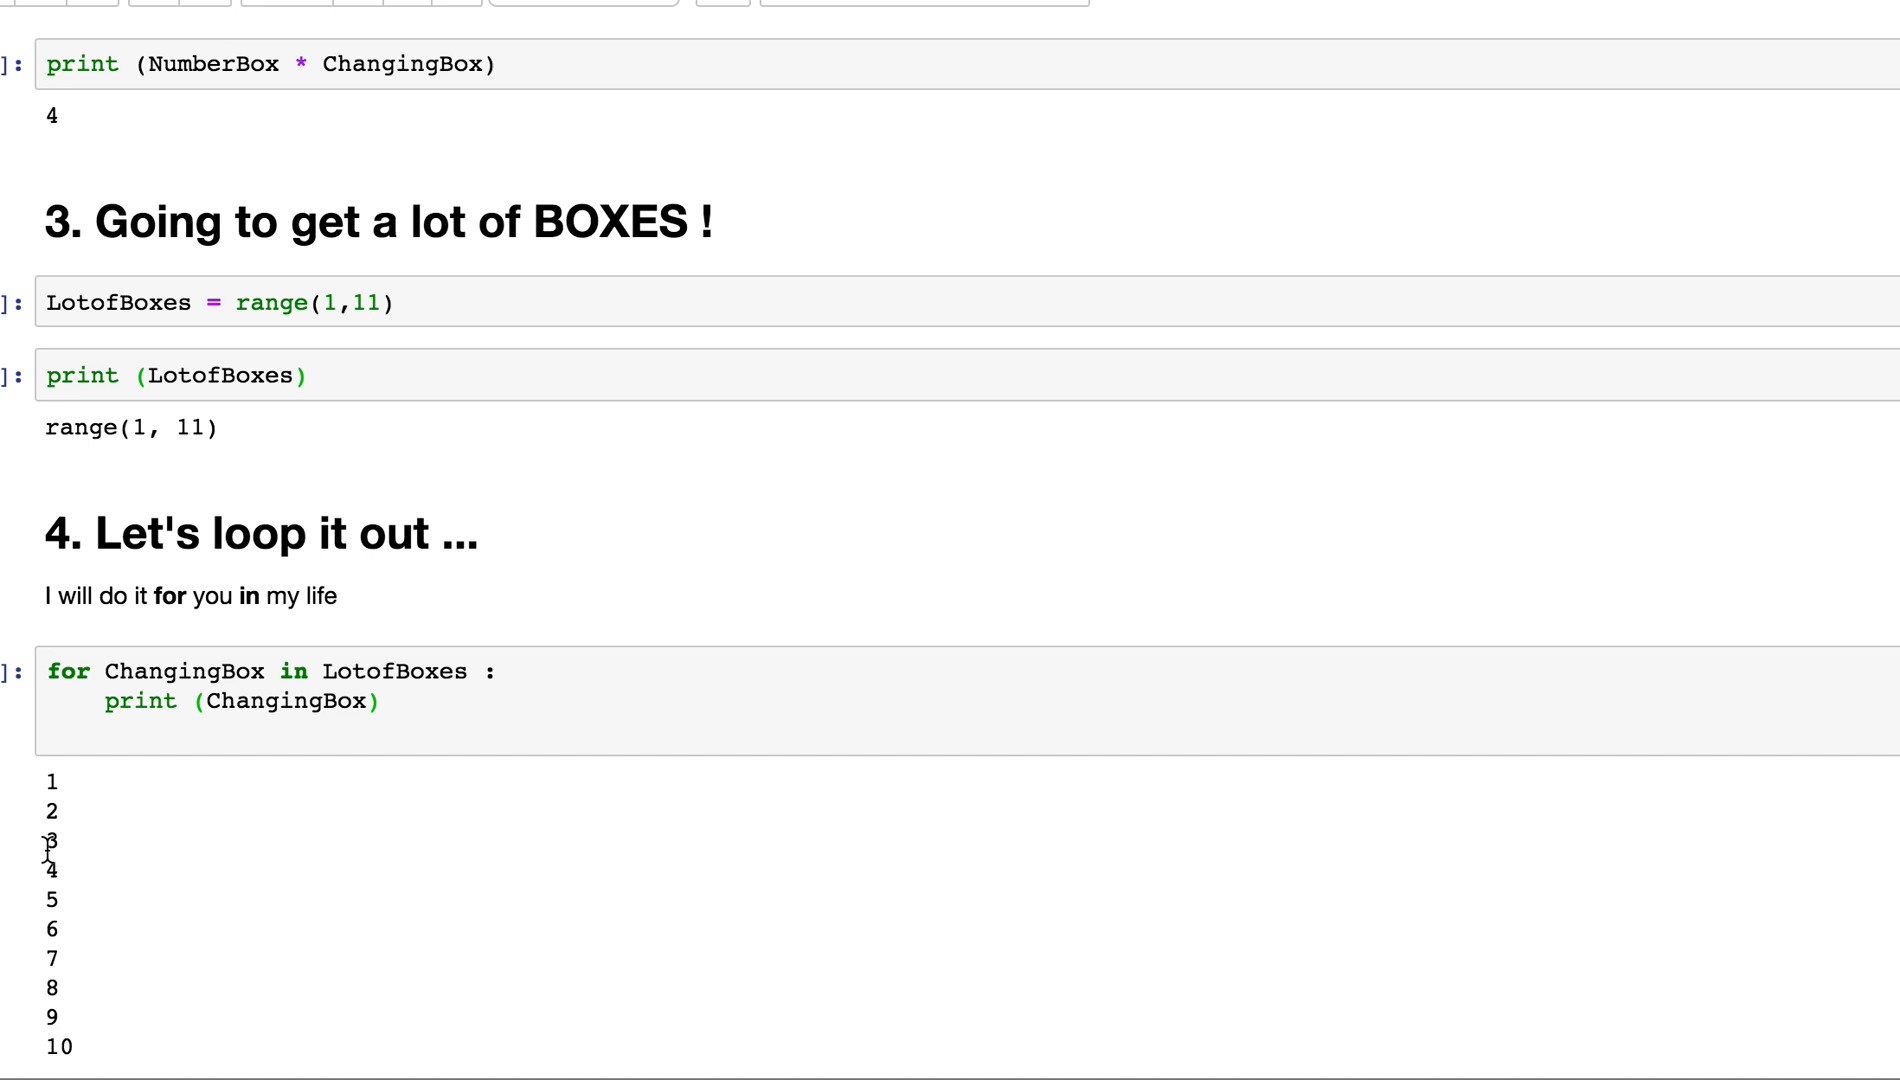 ]: print (NumberBox * ChangingBox)
4
3. Going to get a lot of BOXES !
]: LotofBoxes = range(1,11)
]: print (LotofBoxes)
range(1, 11)
4. Let's loop it out ...
I will do it for you in my life
]: for ChangingBox in LotofBoxes :
print (ChangingBox)
1
2
3
4
5
6
7
8
9
10